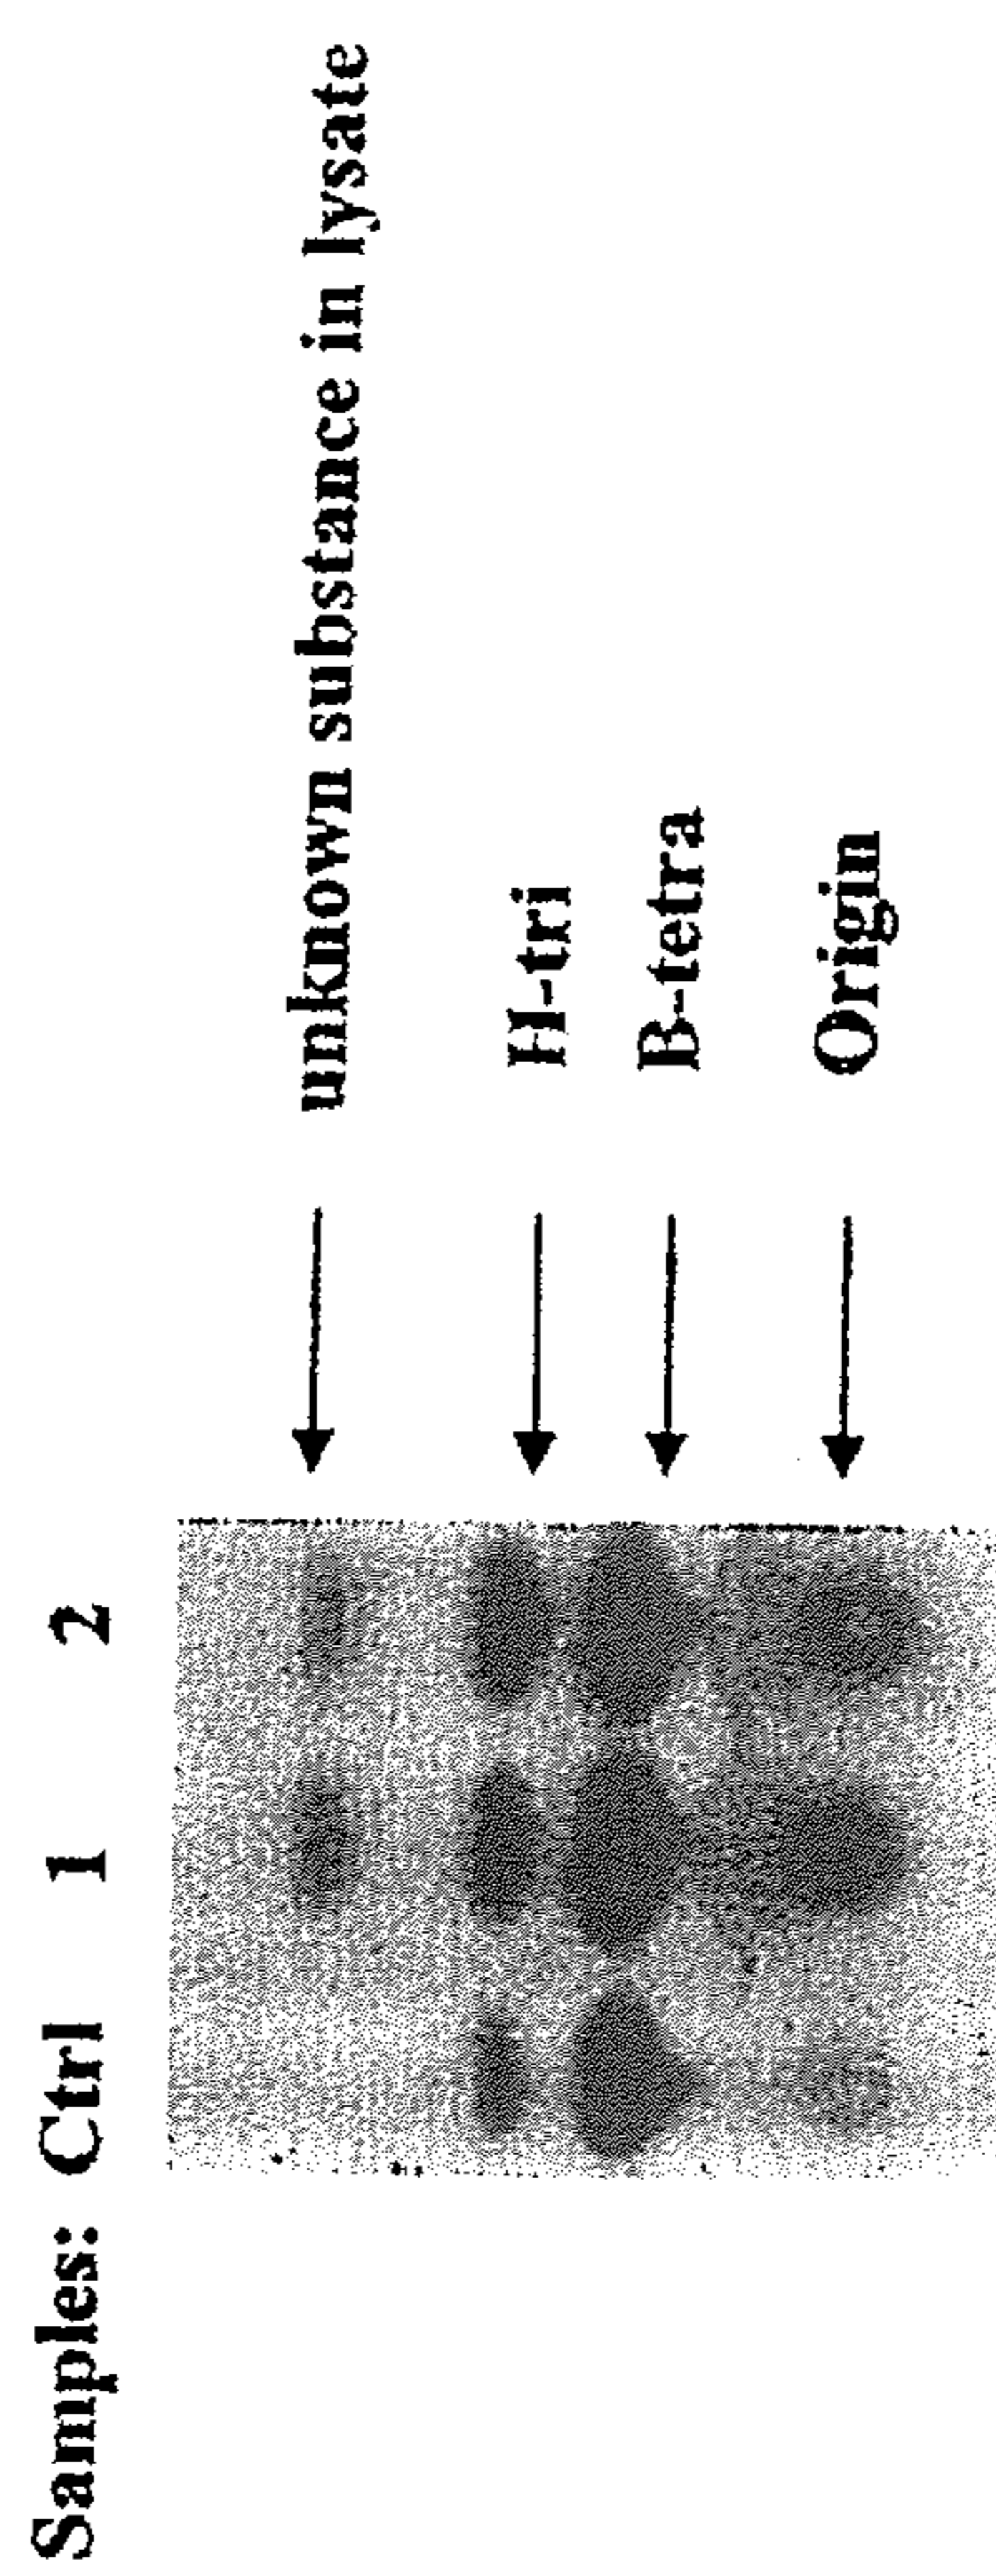 Samples: Ctrl 1 2
unknown substance in lysate
H-tri
B-tetra
Origin